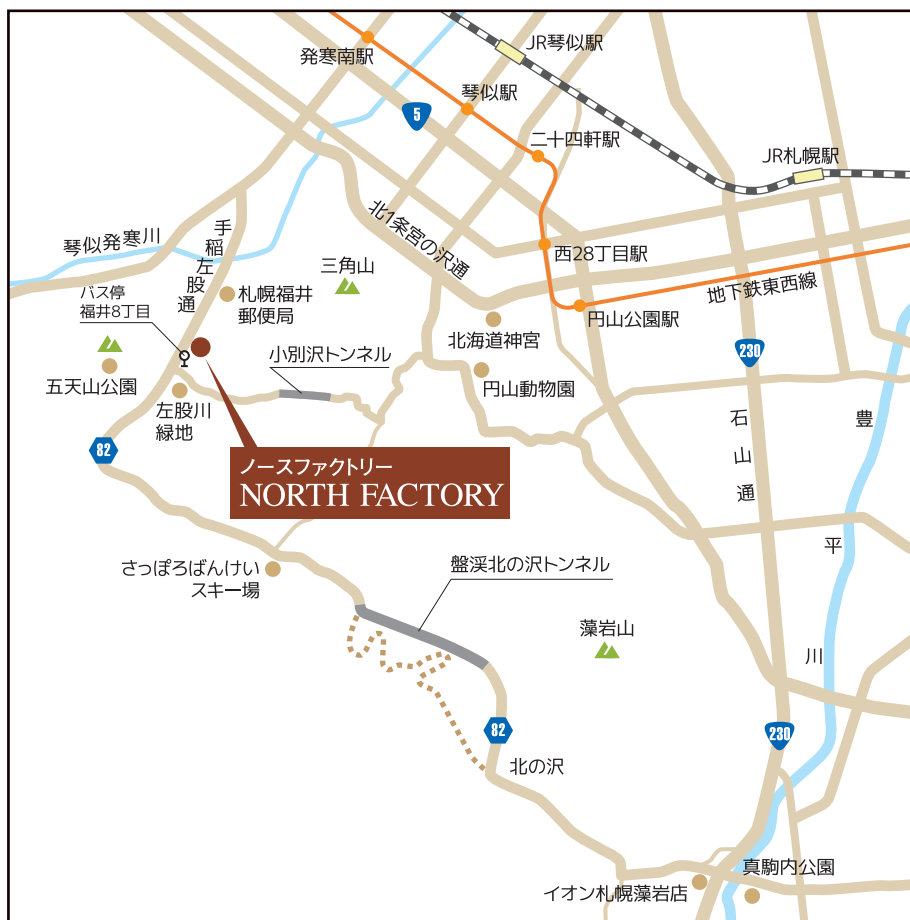 JR琴似駅
発寒南駅
琴似駅
5
二十四軒駅
JR札幌駅
手稲左股通
北1条宮の沢通
琴似発寒川
西28丁目駅
三角山
地下鉄東西線
バス停
福井8丁目
札幌福井
郵便局
円山公園駅
北海道神宮
230
小別沢トンネル
五天山公園
円山動物園
左股川
緑地
石山通
豊平川
82
ノースファクトリー
NORTH FACTORY
さっぽろばんけい
スキー場
盤渓北の沢トンネル
藻岩山
82
230
北の沢
真駒内公園
イオン札幌藻岩店